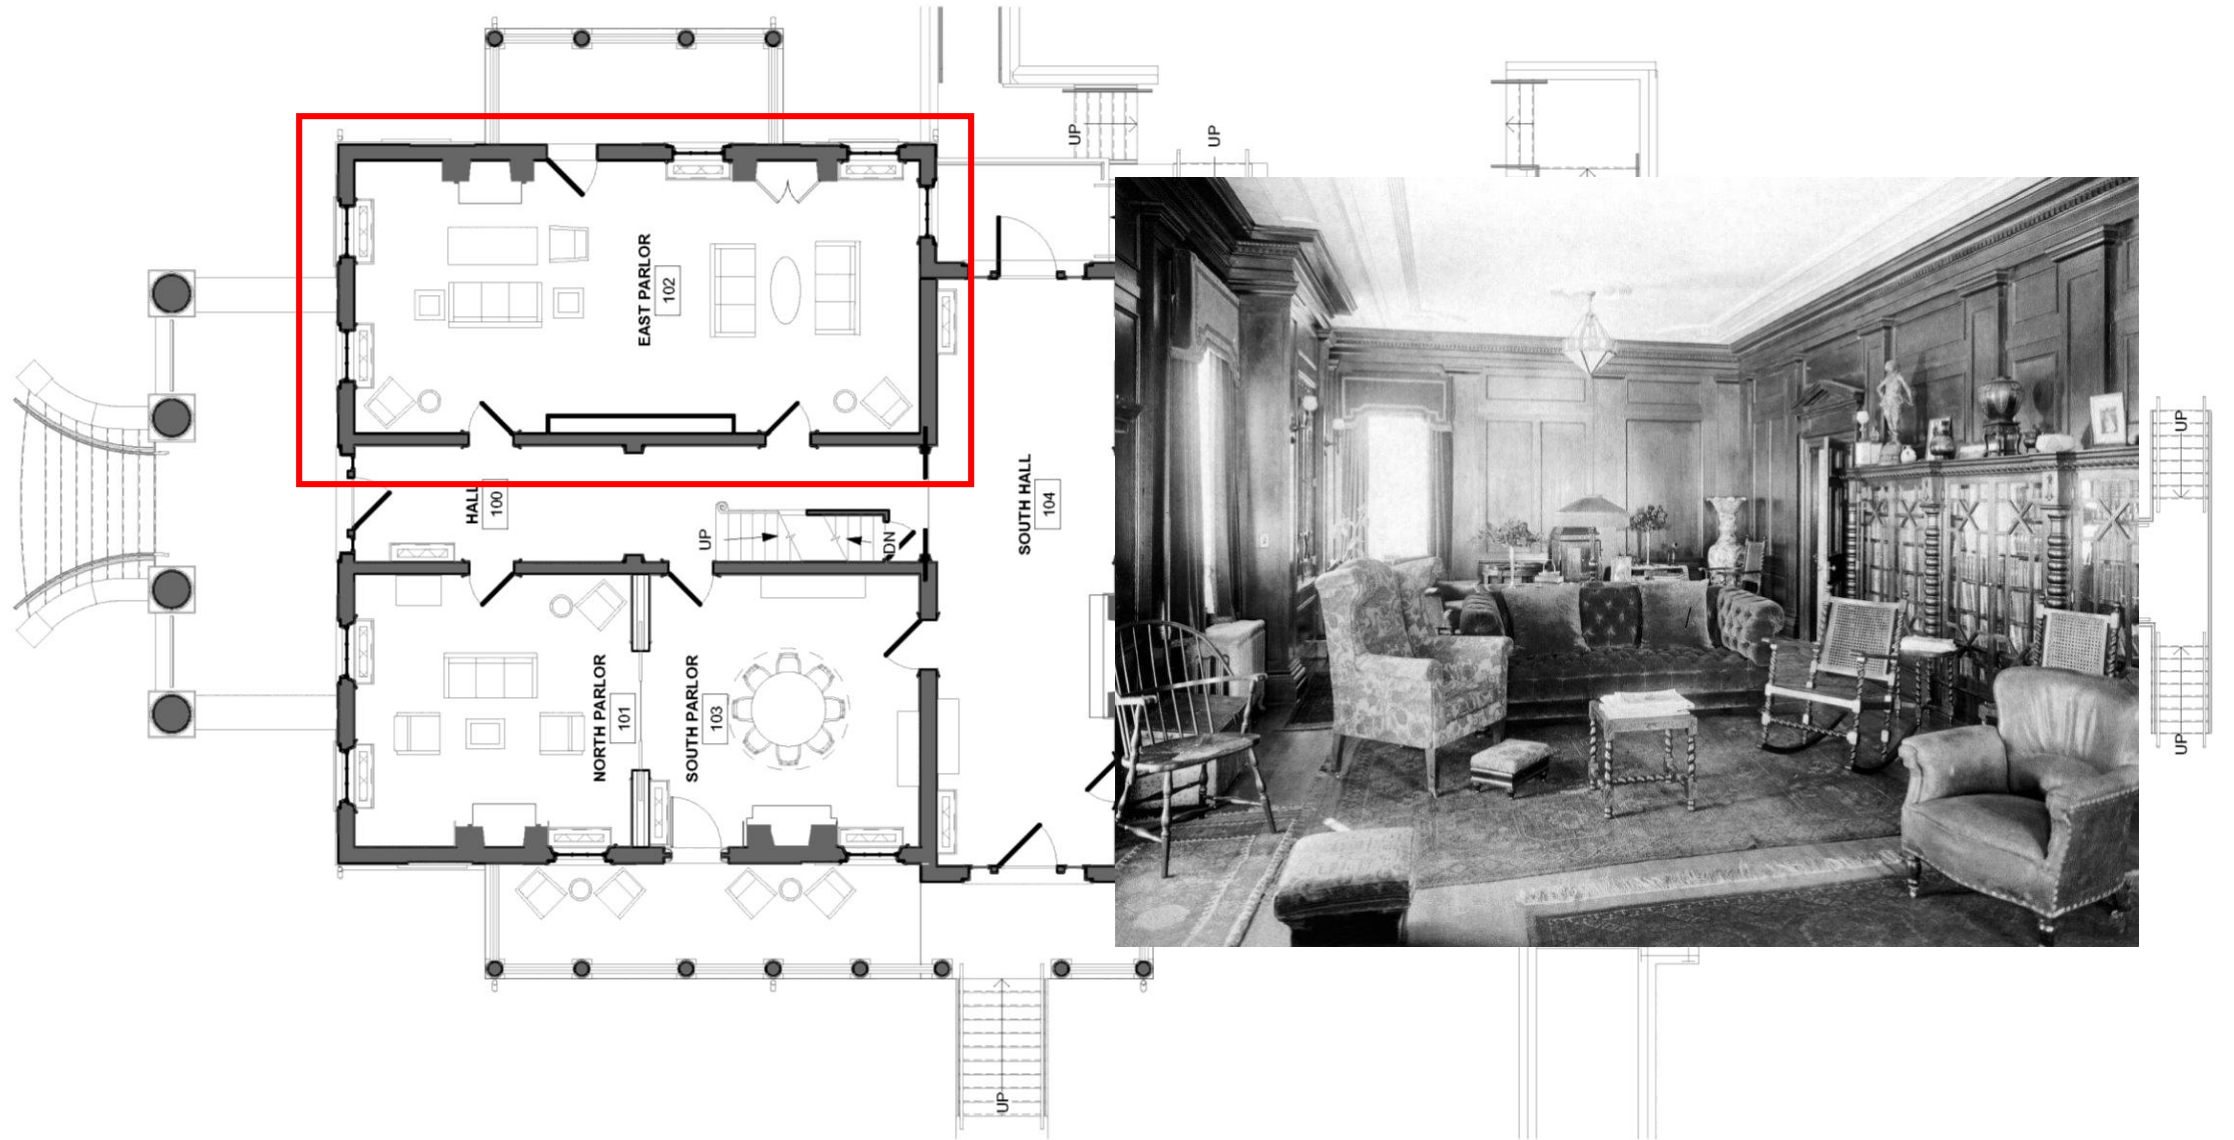 UP
UP
EAST PARLOR
102
HALL
100
UP
DN
SOUTH HALL
104
NORTH PARLOR
101
SOUTH PARLOR
103
UP
UP
UP